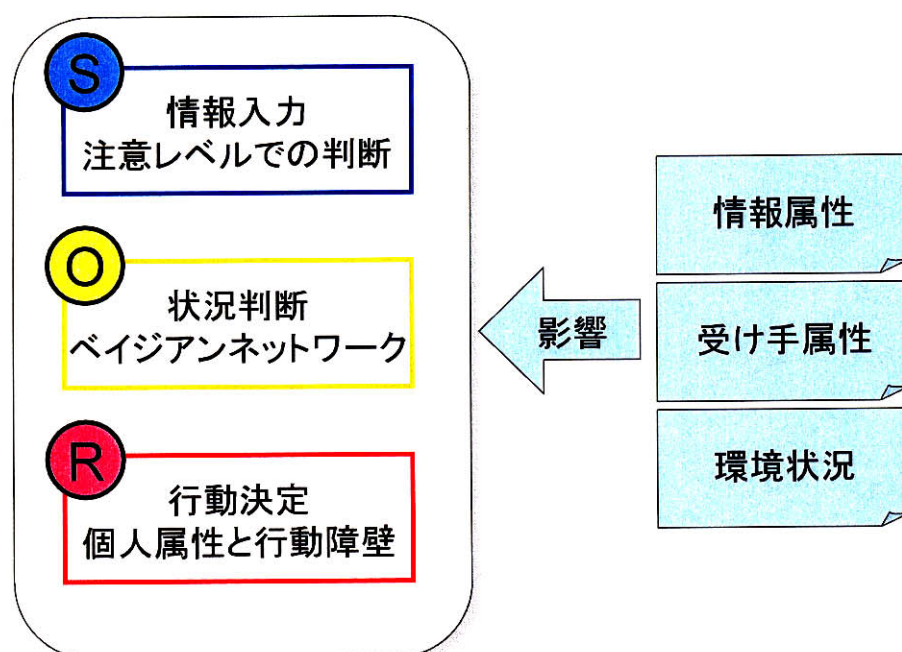 S
情報入力
注意レベルでの判断
O
状況判断
ベイジアンネットワーク
R
行動決定
個人属性と行動障壁
影響
情報属性
受け手属性
環境状況